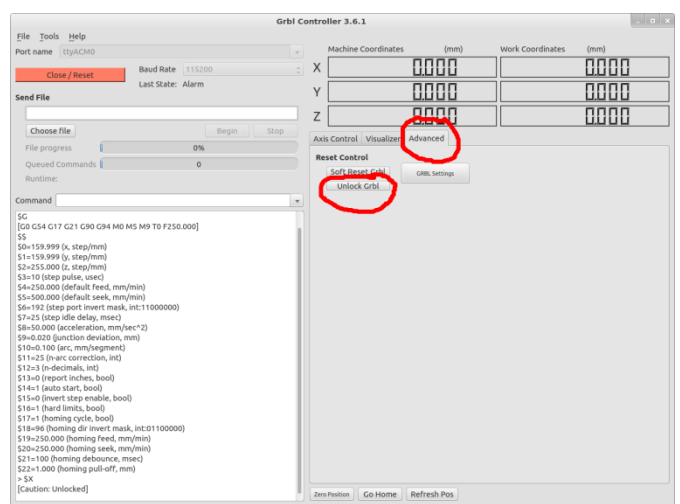 Grbl Controller 3.6.1
File Tools Help
Port name ttyACM0
Close / Reset
Baud Rate 115200
Last State: Alarm
Send File
Choose file Begin Stop
File progress 0%
Queued Commands 0
Runtime:
Command
$G
[G0 G54 G17 G21 G90 G94 M0 M5 M9 T0 F250.000]
$$
$0=159.999 (x, step/mm)
$1=159.999 (y, step/mm)
$2=255.000 (z, step/mm)
$3=10 (step pulse, usec)
$4=250.000 (default feed, mm/min)
$5=500.000 (default seek, mm/min)
$6=192 (step port invert mask, int:11000000)
$7=25 (step idle delay, msec)
$8=50.000 (acceleration, mm/sec^2)
$9=0.020 (junction deviation, mm)
$10=0.100 (arc, mm/segment)
$11=25 (n-arc correction, int)
$12=3 (n-decimals, int)
$13=0 (report inches, bool)
$14=1 (auto start, bool)
$15=0 (invert step enable, bool)
$16=1 (hard limits, bool)
$17=1 (homing cycle, bool)
$18=96 (homing dir invert mask, int:01100000)
$19=250.000 (homing feed, mm/min)
$20=250.000 (homing seek, mm/min)
$21=100 (homing debounce, msec)
$22=1.000 (homing pull-off, mm)
> $X
[Caution: Unlocked]
Machine Coordinates (mm) Work Coordinates (mm)
X 0.000 0.000
Y 0.000 0.000
Z 0.000 0.000
Axis Control Visualizer Advanced
Reset Control
Soft Reset Grbl GRBL Settings
Unlock Grbl
Zero Position Go Home Refresh Pos